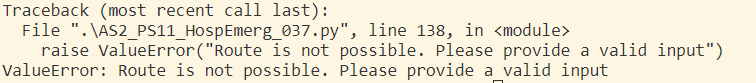 Traceback (most recent call last):
  File ".\AS2_PS11_HospEmerg_037.py", line 138, in <module>
    raise ValueError("Route is not possible. Please provide a valid input")
ValueError: Route is not possible. Please provide a valid input